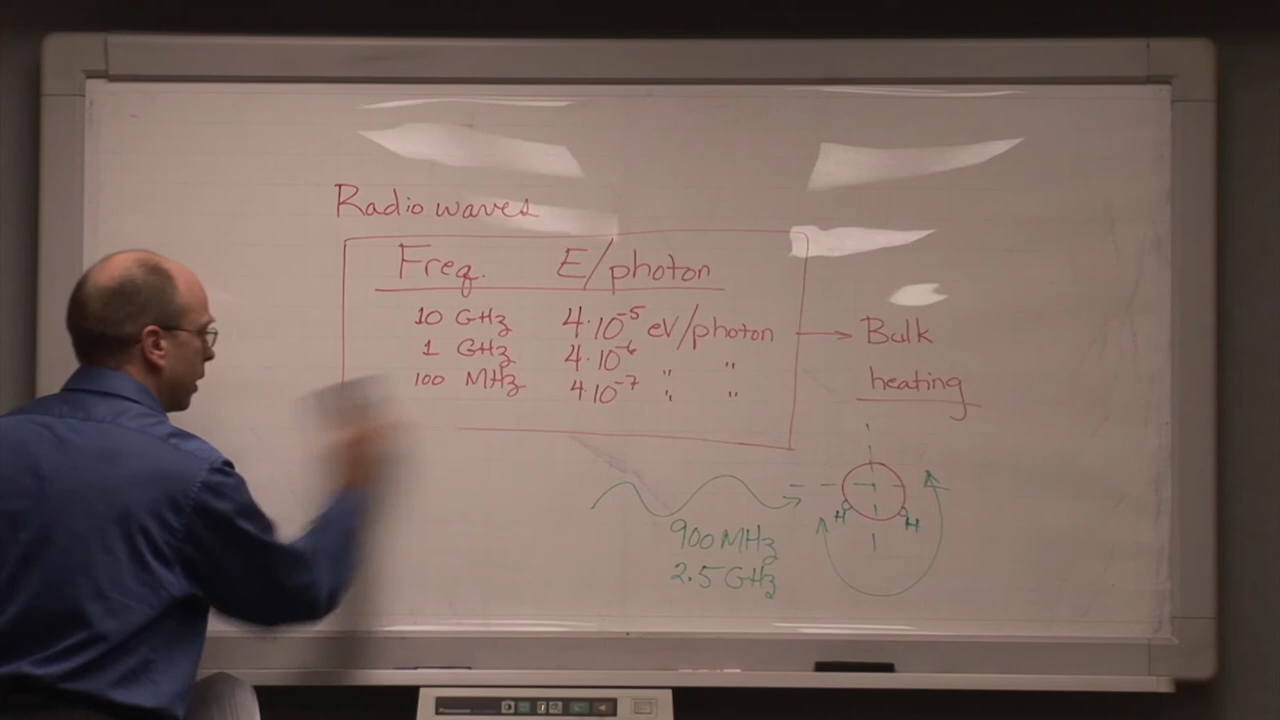 Radio waves
Freq. E/photon
10 GHz 4·10⁻⁵ eV/photon → Bulk heating
1 GHz 4·10⁻⁶ " "
100 MHz 4·10⁻⁷ " "
H H
900 MHz
2.5 GHz
Panasonic